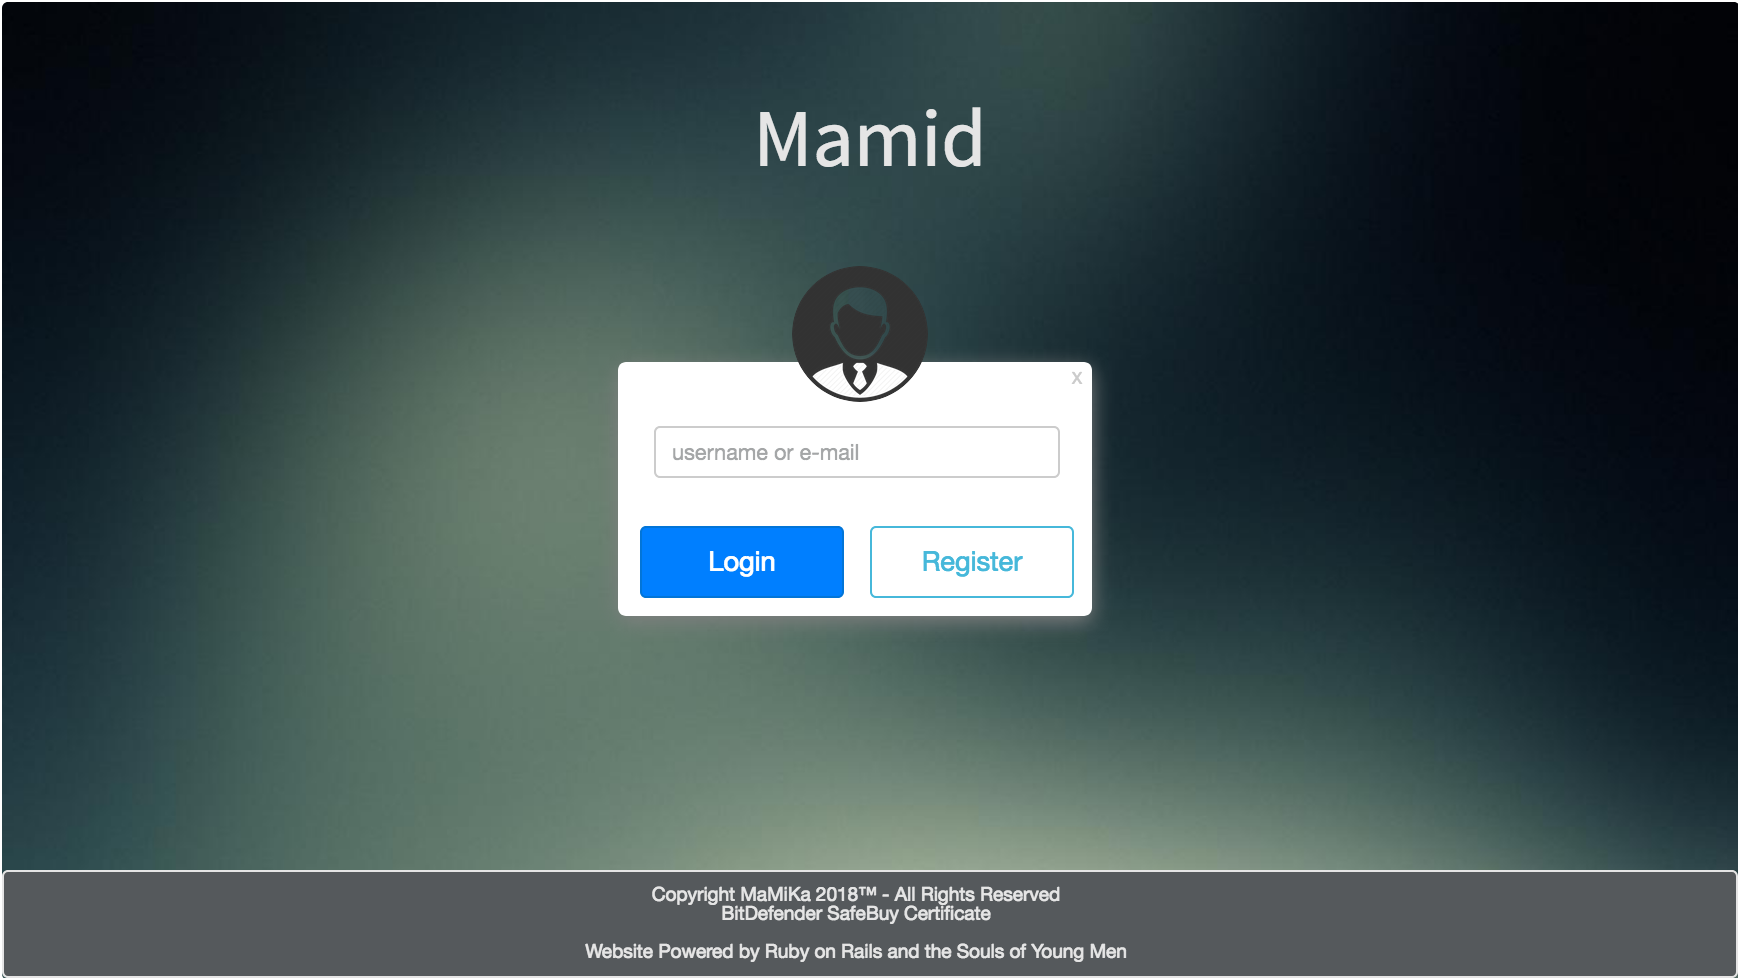 Mamid
x
username or e-mail
Login
Register
Copyright MaMiKa 2018™ - All Rights Reserved
BitDefender SafeBuy Certificate
Website Powered by Ruby on Rails and the Souls of Young Men